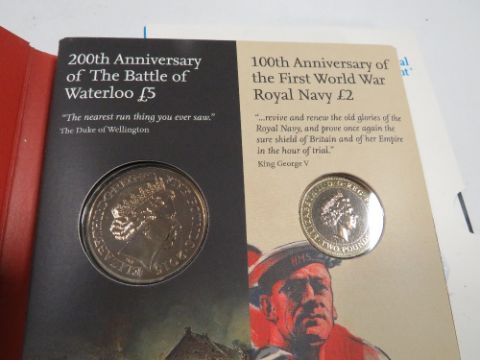 200th Anniversary
of The Battle of
Waterloo £5
"The nearest run thing you ever saw."
The Duke of Wellington
100th Anniversary of
the First World War
Royal Navy £2
"...revive and renew the old glories of the
Royal Navy, and prove once again the
sure shield of Britain and of her Empire
in the hour of trial."
King George V
ELIZABETH
2015
TWO POUNDS
HMS